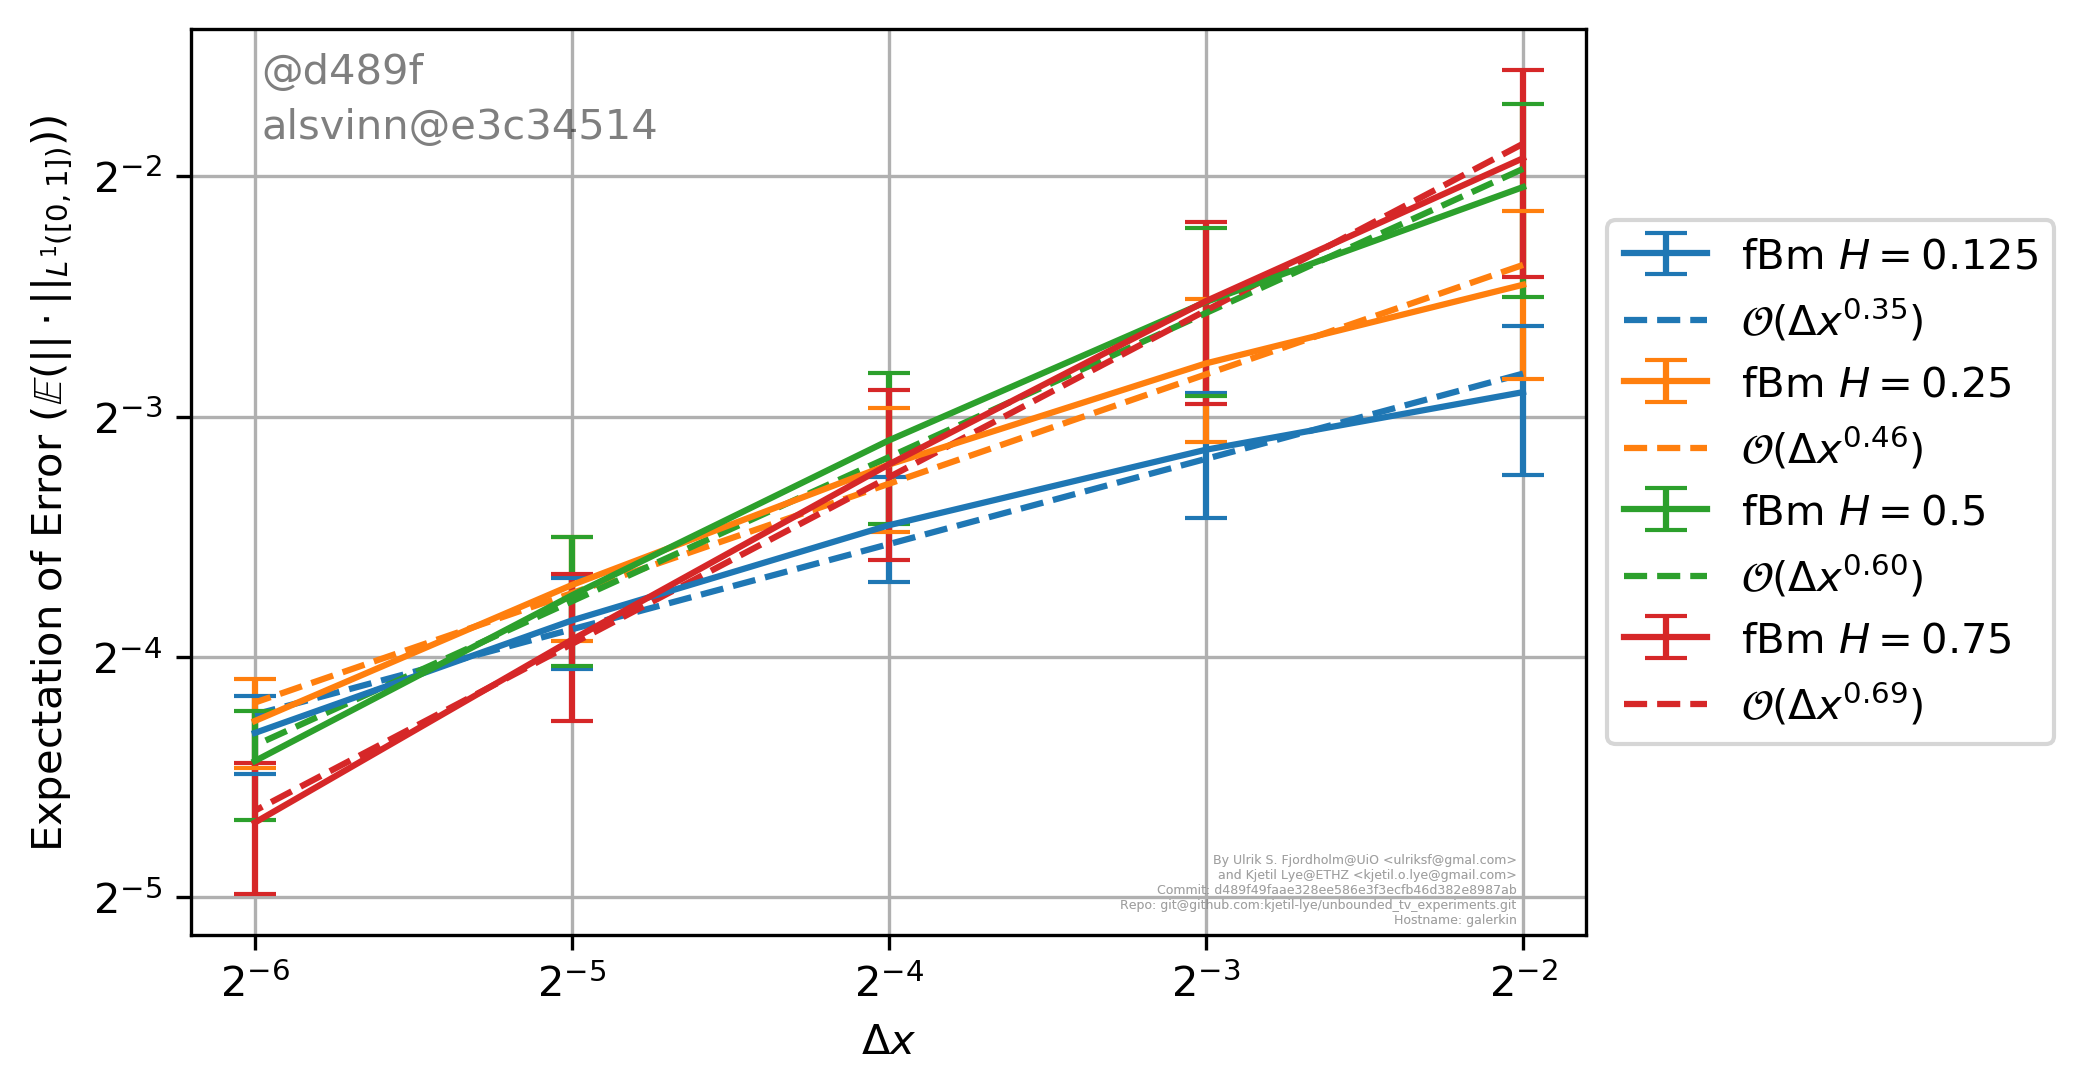 @d489f
alsvinn@e3c34514
Expectation of Error (𝔼(|| · ||_{L^1([0,1])}))
2^{-2}
2^{-3}
2^{-4}
2^{-5}
2^{-6}
2^{-5}
2^{-4}
2^{-3}
2^{-2}
Δx
fBm H = 0.125
𝒪(Δx^{0.35})
fBm H = 0.25
𝒪(Δx^{0.46})
fBm H = 0.5
𝒪(Δx^{0.60})
fBm H = 0.75
𝒪(Δx^{0.69})
By Ulrik S. Fjordholm@UiO <ulriksf@gmal.com>
and Kjetil Lye@ETHZ <kjetil.o.lye@gmail.com>
Commit: d489f49faae328ee586e3f3ecfb46d382e8987ab
Repo: git@github.com:kjetil-lye/unbounded_tv_experiments.git
Hostname: galerkin